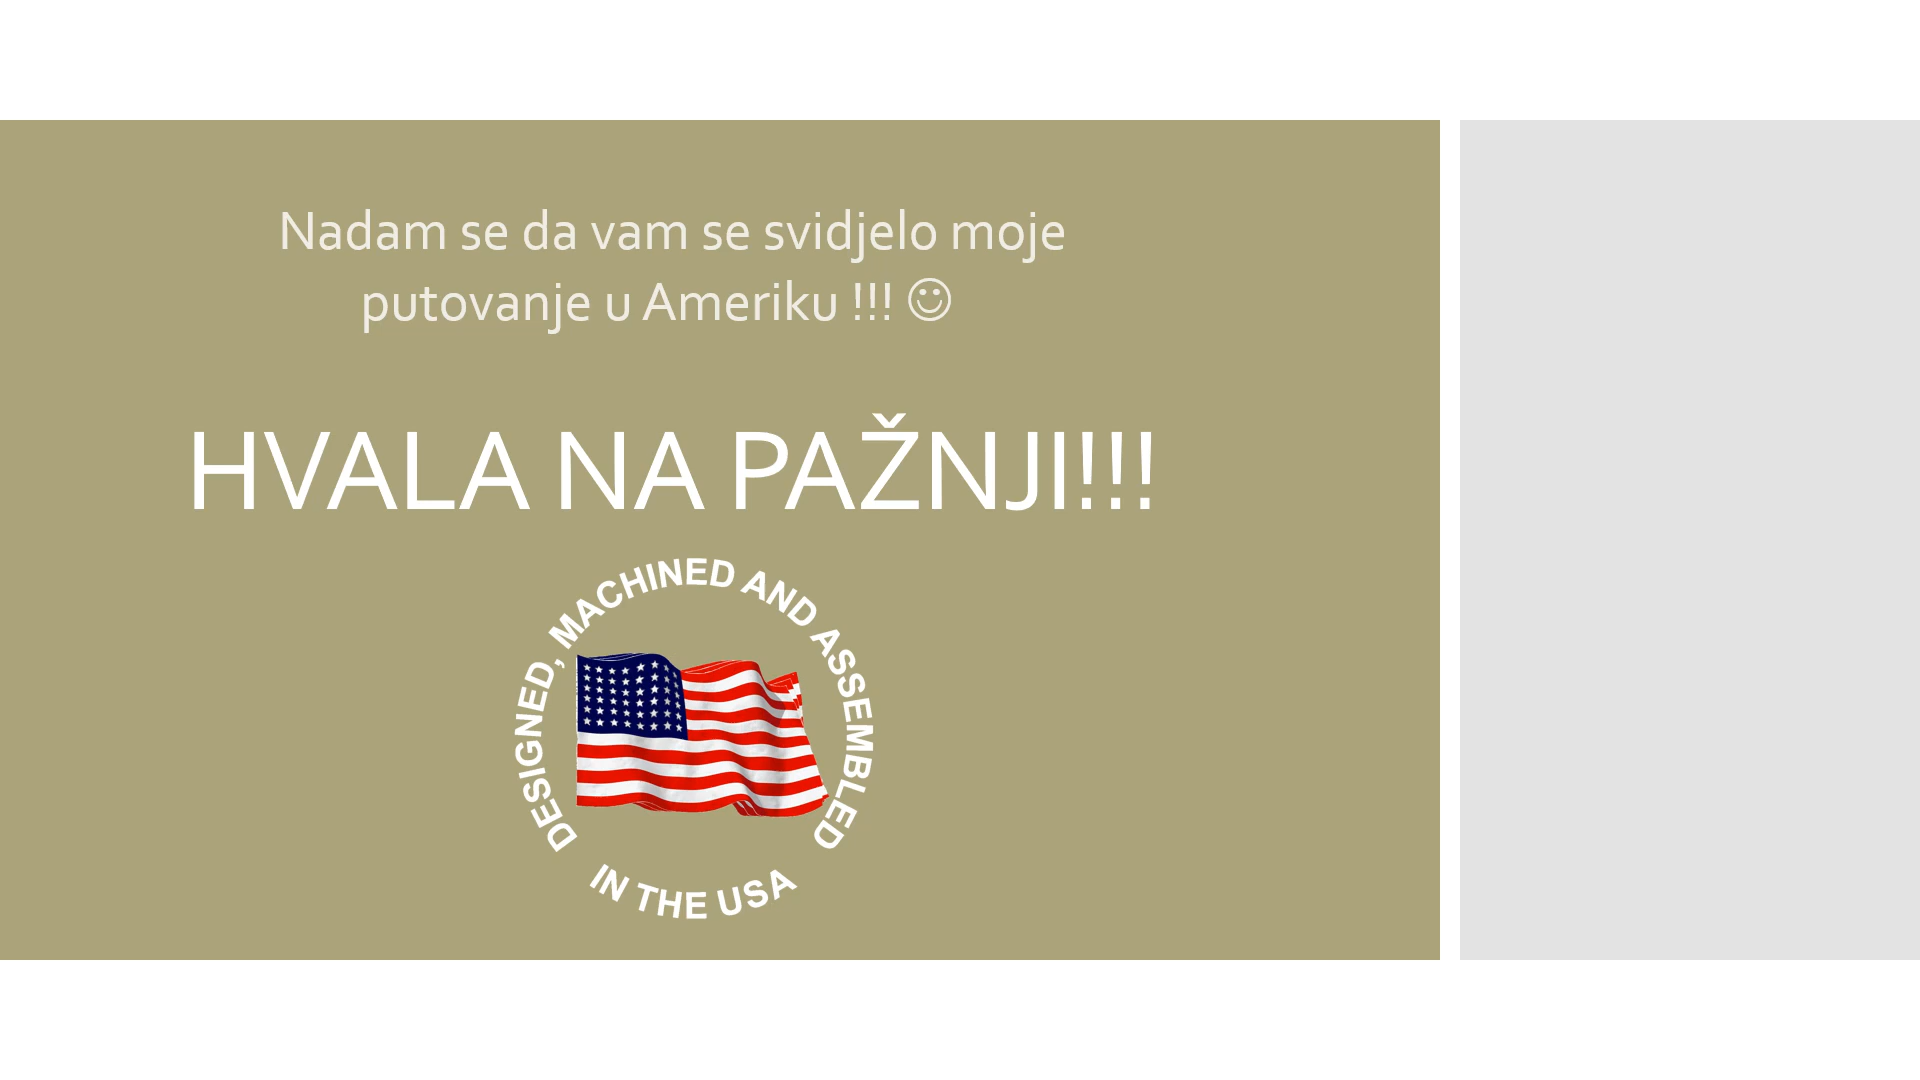 Nadam se da vam se svidjelo moje
putovanje u Ameriku !!! ☺
HVALA NA PAŽNJI!!!
DESIGNED, MACHINED AND ASSEMBLED
IN THE USA